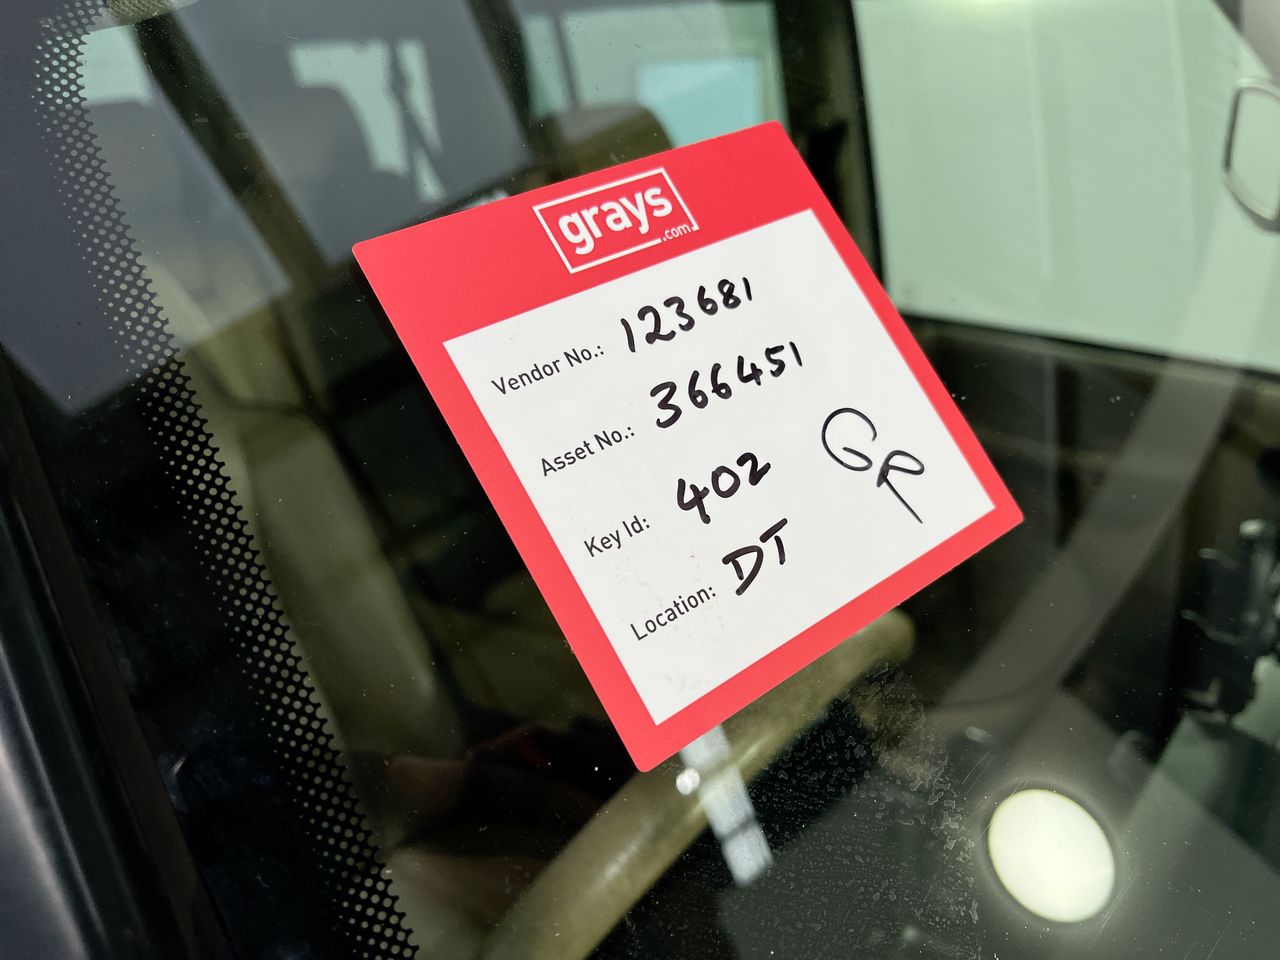 grays
.com
Vendor No.: 123681
Asset No.: 366451
Key Id: 402
GP
Location: DT